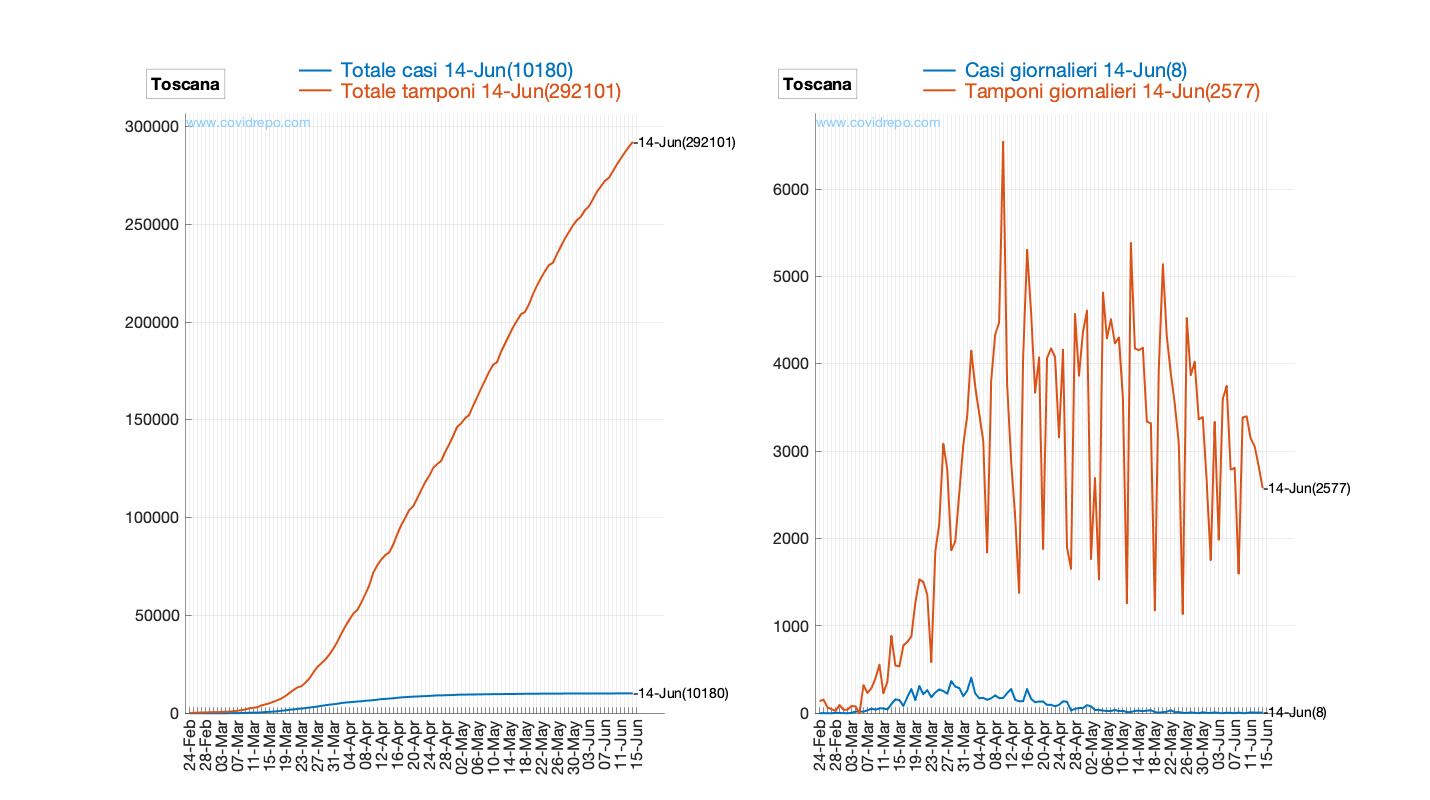 Toscana
Totale casi 14-Jun(10180)
Totale tamponi 14-Jun(292101)
www.covidrepo.com
300000
250000
200000
150000
100000
50000
0
14-Jun(292101)
14-Jun(10180)
24-Feb
28-Feb
03-Mar
07-Mar
11-Mar
15-Mar
19-Mar
23-Mar
27-Mar
31-Mar
04-Apr
08-Apr
12-Apr
16-Apr
20-Apr
24-Apr
28-Apr
02-May
06-May
10-May
14-May
18-May
22-May
26-May
30-May
03-Jun
07-Jun
11-Jun
15-Jun
Toscana
Casi giornalieri 14-Jun(8)
Tamponi giornalieri 14-Jun(2577)
www.covidrepo.com
6000
5000
4000
3000
2000
1000
0
14-Jun(2577)
14-Jun(8)
24-Feb
28-Feb
03-Mar
07-Mar
11-Mar
15-Mar
19-Mar
23-Mar
27-Mar
31-Mar
04-Apr
08-Apr
12-Apr
16-Apr
20-Apr
24-Apr
28-Apr
02-May
06-May
10-May
14-May
18-May
22-May
26-May
30-May
03-Jun
07-Jun
11-Jun
15-Jun